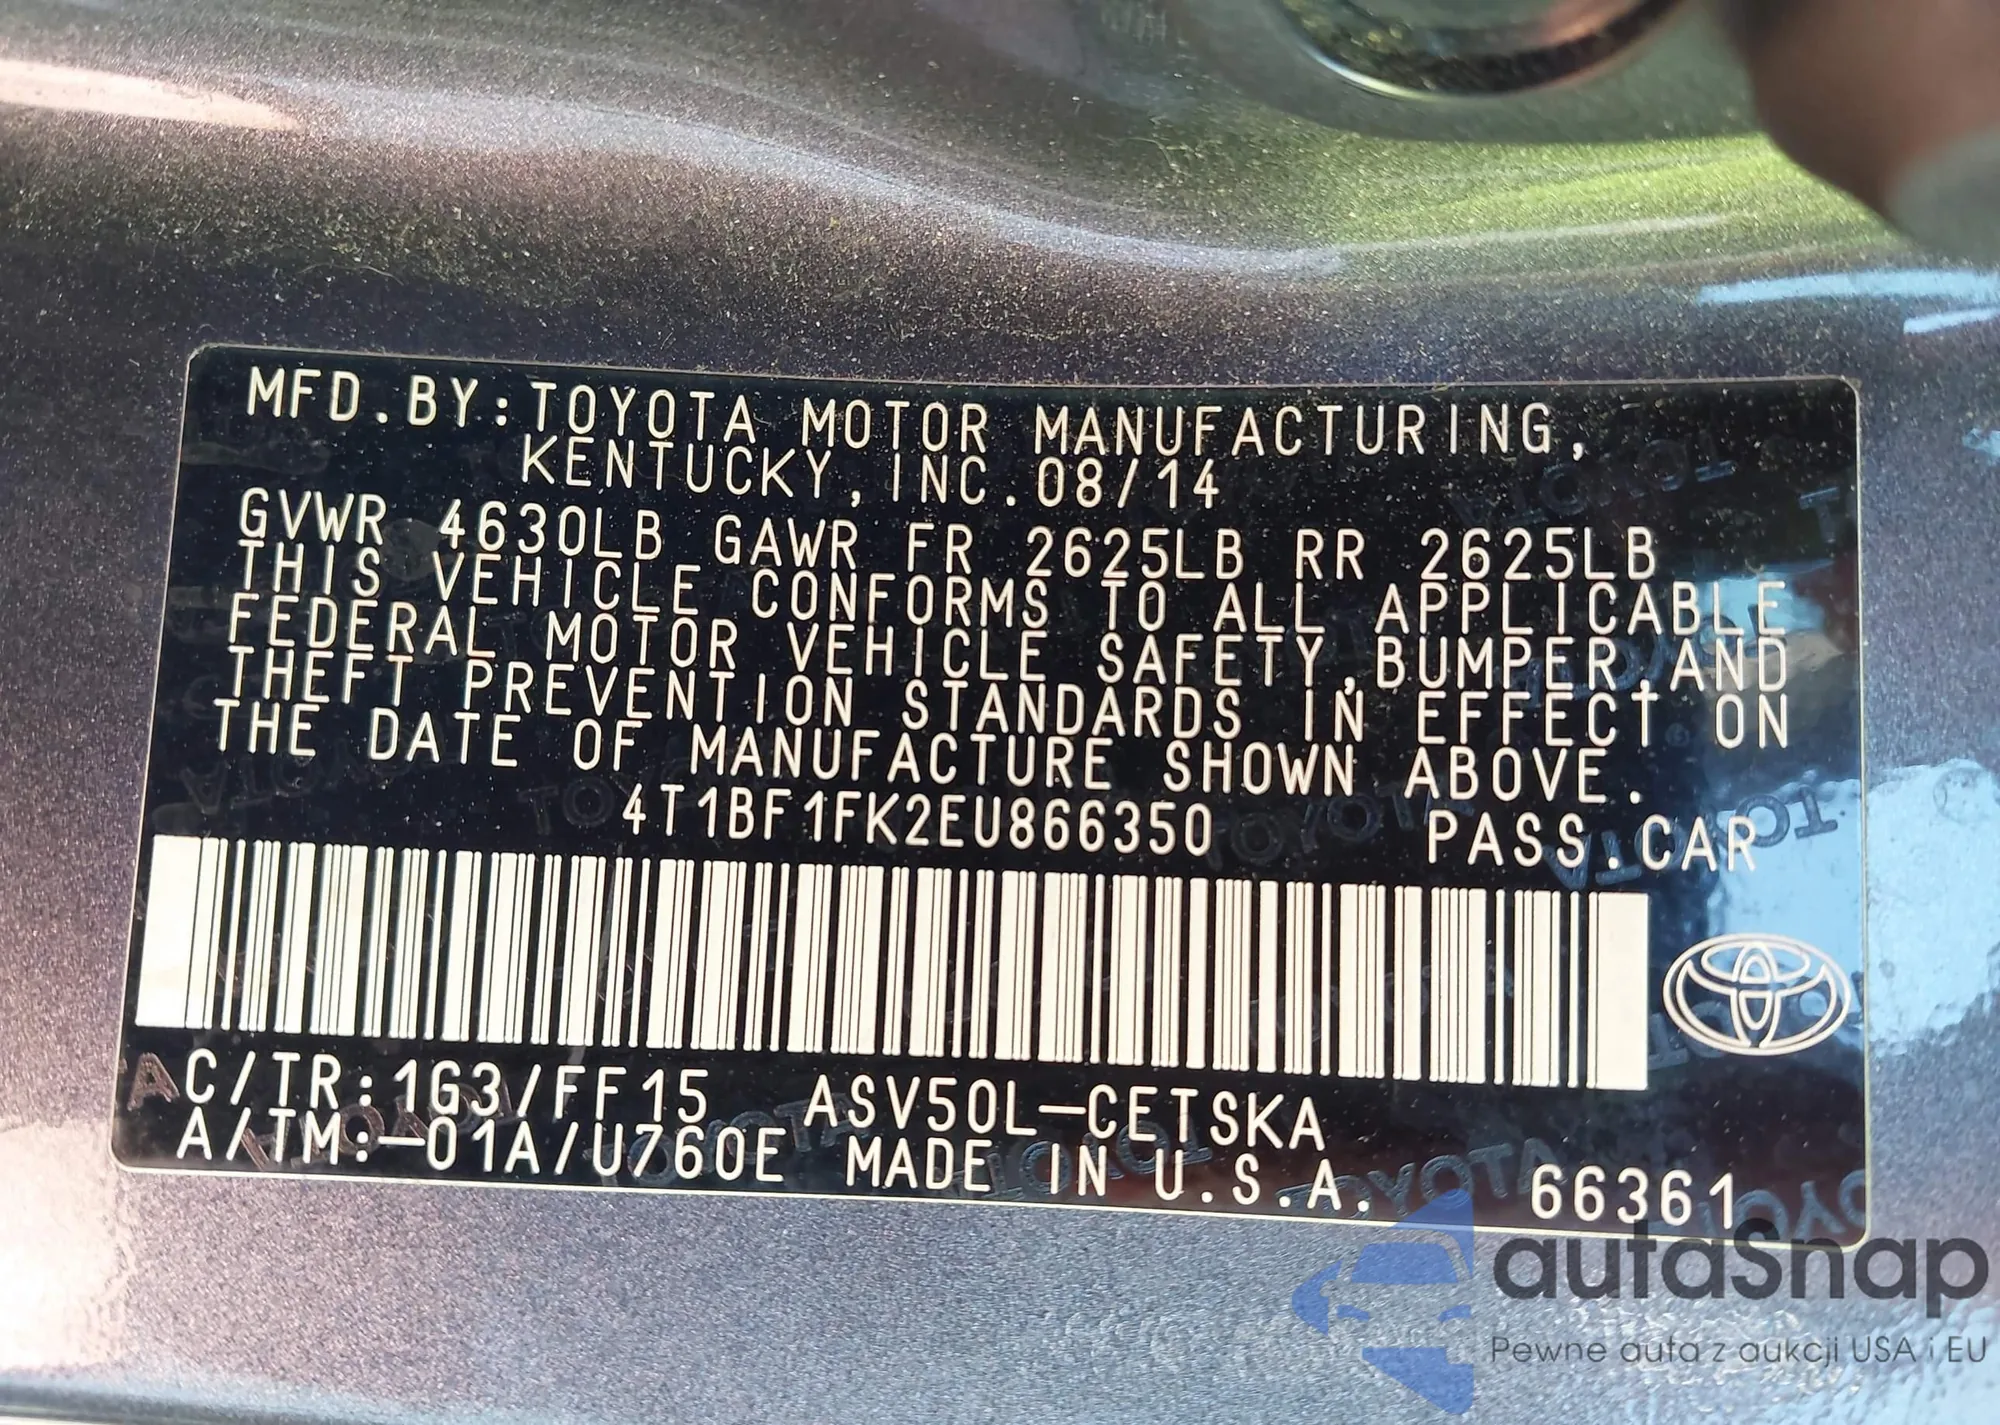 MFD.BY:TOYOTA MOTOR MANUFACTURING,
KENTUCKY,INC.08/14
GVWR 4630LB GAWR FR 2625LB RR 2625LB
THIS VEHICLE CONFORMS TO ALL APPLICABLE
FEDERAL MOTOR VEHICLE SAFETY,BUMPER,AND
THEFT PREVENTION STANDARDS IN EFFECT ON
THE DATE OF MANUFACTURE SHOWN ABOVE.
4T1BF1FK2EU866350 PASS.CAR
C/TR:1G3/FF15 ASV50L-CETSKA
A/TM:-01A/U760E MADE IN U.S.A. 66361
autaSnap
Pewne auta z aukcji USA i EU